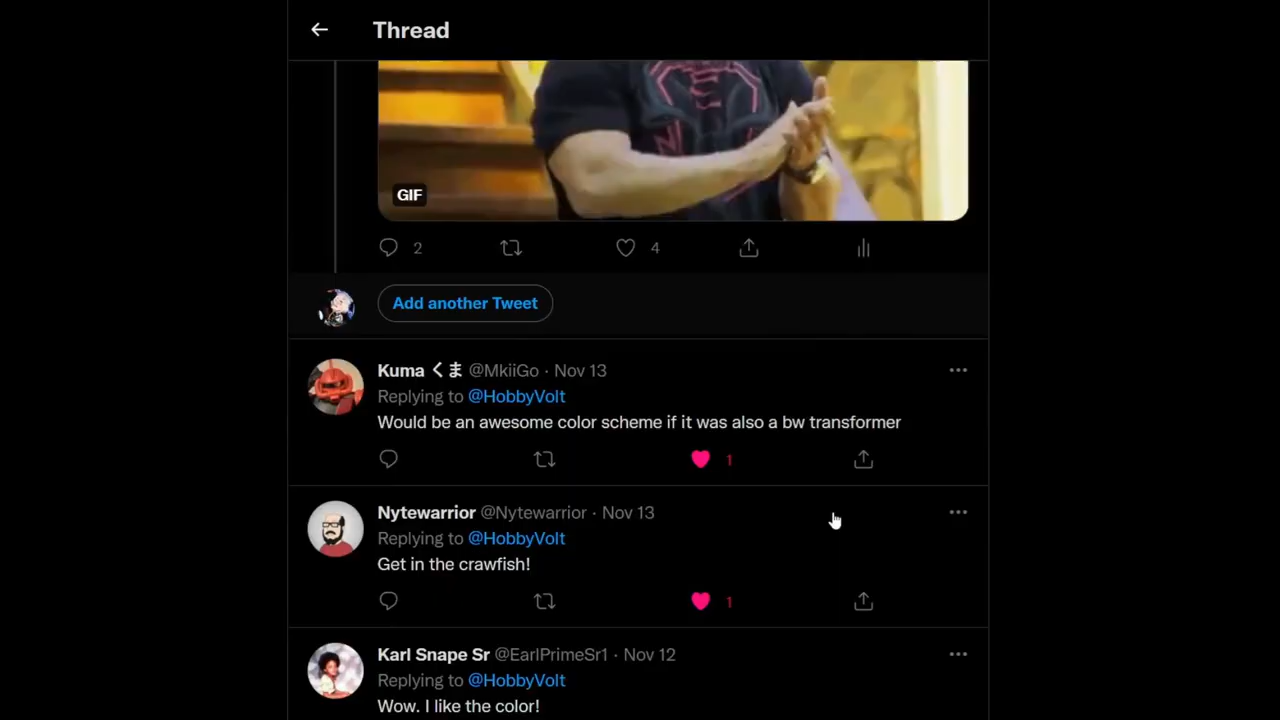 Thread
GIF
2
4
Add another Tweet
Kuma くま @MkiiGo · Nov 13
Replying to @HobbyVolt
Would be an awesome color scheme if it was also a bw transformer
1
Nytewarrior @Nytewarrior · Nov 13
Replying to @HobbyVolt
Get in the crawfish!
1
Karl Snape Sr @EarlPrimeSr1 · Nov 12
Replying to @HobbyVolt
Wow. I like the color!